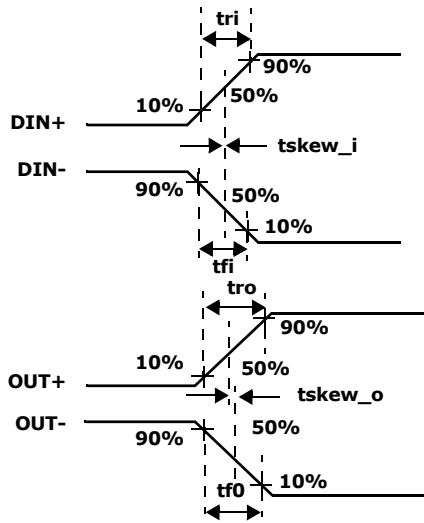 tri
90%
10%
50%
DIN+
tskew_i
DIN-
90%
50%
10%
tfi
tro
90%
10%
50%
OUT+
tskew_o
OUT-
50%
90%
10%
tf0